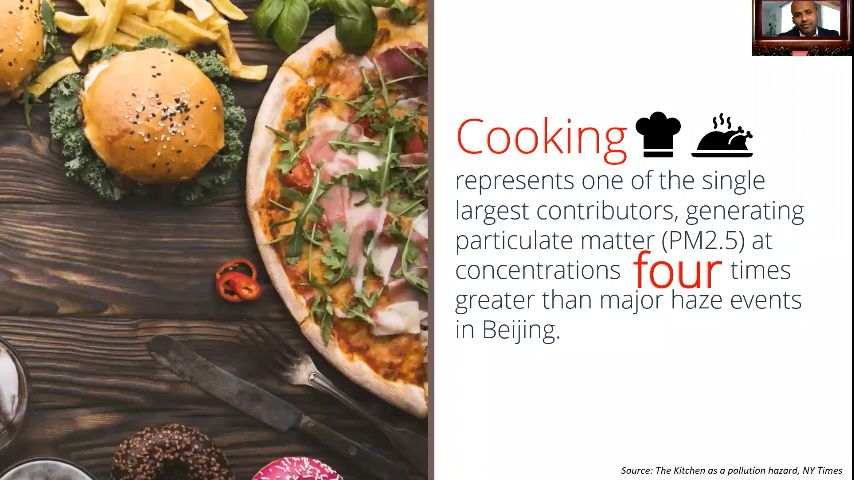 Cooking
represents one of the single
largest contributors, generating
particulate matter (PM2.5) at
concentrations four times
greater than major haze events
in Beijing.
Source: The Kitchen as a pollution hazard, NY Times